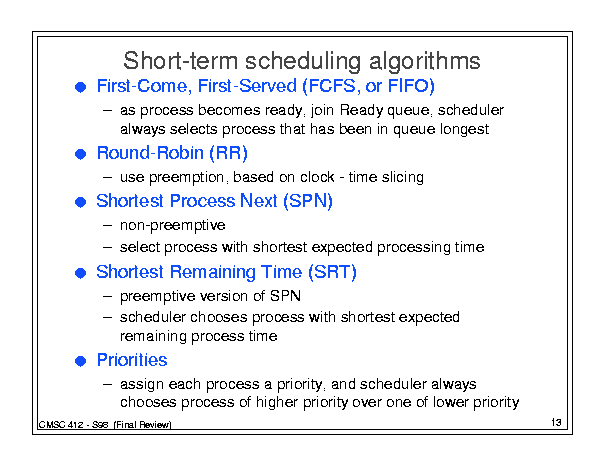 Short-term scheduling algorithms
● First-Come, First-Served (FCFS, or FIFO)
– as process becomes ready, join Ready queue, scheduler
always selects process that has been in queue longest
● Round-Robin (RR)
– use preemption, based on clock - time slicing
● Shortest Process Next (SPN)
– non-preemptive
– select process with shortest expected processing time
● Shortest Remaining Time (SRT)
– preemptive version of SPN
– scheduler chooses process with shortest expected
remaining process time
● Priorities
– assign each process a priority, and scheduler always
chooses process of higher priority over one of lower priority
CMSC 412 - S98 (Final Review)
13